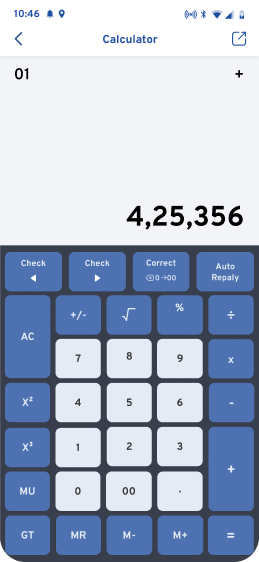 10:46
Calculator
01 +
4,25,356
Check Check Correct Auto Repaly
0→00
+/- √ % ÷
AC
7 8 9 x
X² 4 5 6 -
X³ 1 2 3
+
MU 0 00 .
GT MR M- M+ =